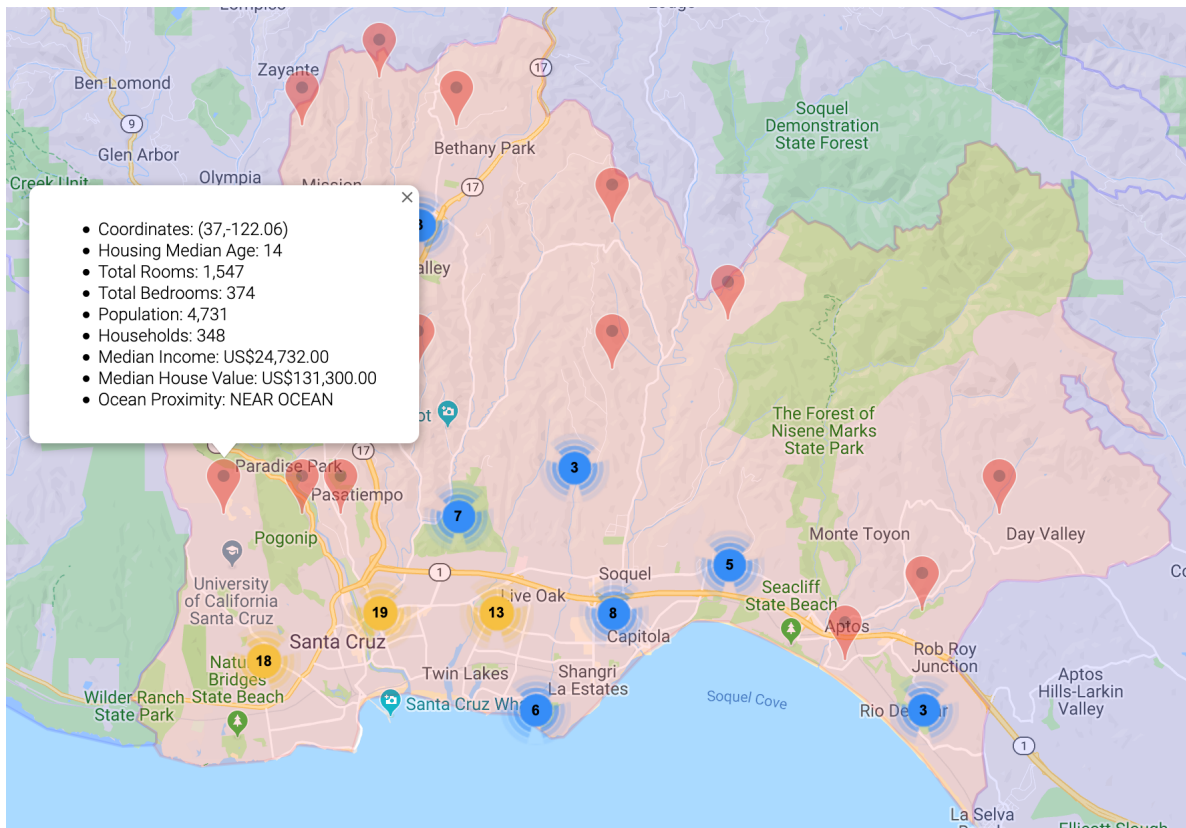 Zayante
17
Ben Lomond
9
Soquel
Demonstration
State Forest
Glen Arbor
Bethany Park
Creek Unit
Olympia
Mission
17
Coordinates: (37,-122.06)
Housing Median Age: 14
Total Rooms: 1,547
Total Bedrooms: 374
Population: 4,731
Households: 348
Median Income: US$24,732.00
Median House Value: US$131,300.00
Ocean Proximity: NEAR OCEAN
The Forest of
Nisene Marks
State Park
17
Paradise Park
3
Pasatiempo
7
Pogonip
Monte Toyon
Day Valley
1
Soquel
5
University
of California
Santa Cruz
Live Oak
Seacliff
State Beach
19
13
8
Aptos
Santa Cruz
Capitola
18
Rob Roy
Junction
Bridges
State Beach
Twin Lakes
Shangri
La Estates
Aptos
Hills-Larkin
Valley
Wilder Ranch
State Park
Santa Cruz
6
Soquel Cove
3
1
La Selva